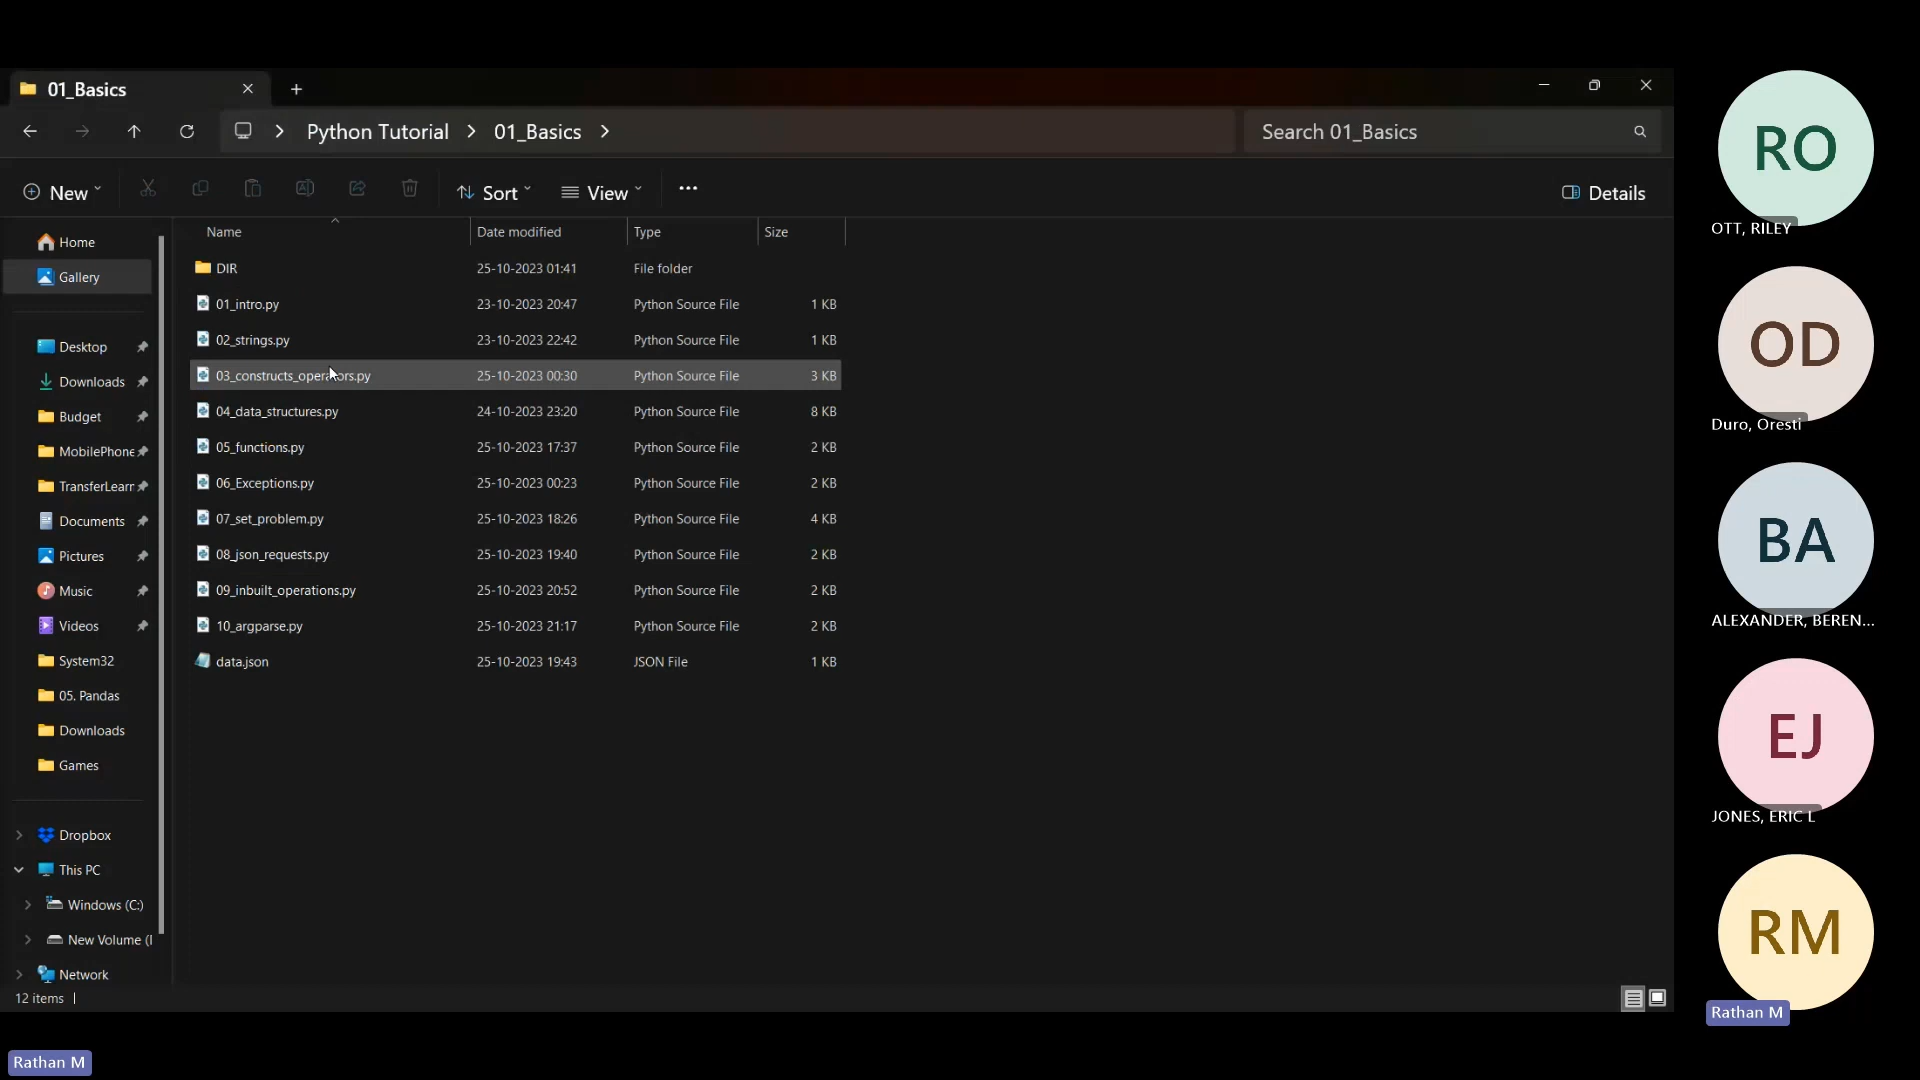 01_Basics
Python Tutorial 01_Basics
Search 01_Basics
New
Sort
View
Details
Name Date modified Type Size
DIR 25-10-2023 01:41 File folder
01_intro.py 23-10-2023 20:47 Python Source File 1 KB
02_strings.py 23-10-2023 22:42 Python Source File 1 KB
03_constructs_operators.py 25-10-2023 00:30 Python Source File 3 KB
04_data_structures.py 24-10-2023 23:20 Python Source File 8 KB
05_functions.py 25-10-2023 17:37 Python Source File 2 KB
06_Exceptions.py 25-10-2023 00:23 Python Source File 2 KB
07_set_problem.py 25-10-2023 18:26 Python Source File 4 KB
08_json_requests.py 25-10-2023 19:40 Python Source File 2 KB
09_inbuilt_operations.py 25-10-2023 20:52 Python Source File 2 KB
10_argparse.py 25-10-2023 21:17 Python Source File 2 KB
data.json 25-10-2023 19:43 JSON File 1 KB
Home
Gallery
Desktop
Downloads
Budget
MobilePhone
TransferLearr
Documents
Pictures
Music
Videos
System32
05. Pandas
Downloads
Games
Dropbox
This PC
Windows (C:)
New Volume (
Network
12 items
RO
OTT, RILEY
OD
Duro, Oresti
BA
ALEXANDER, BEREN...
EJ
JONES, ERIC L
RM
Rathan M
Rathan M